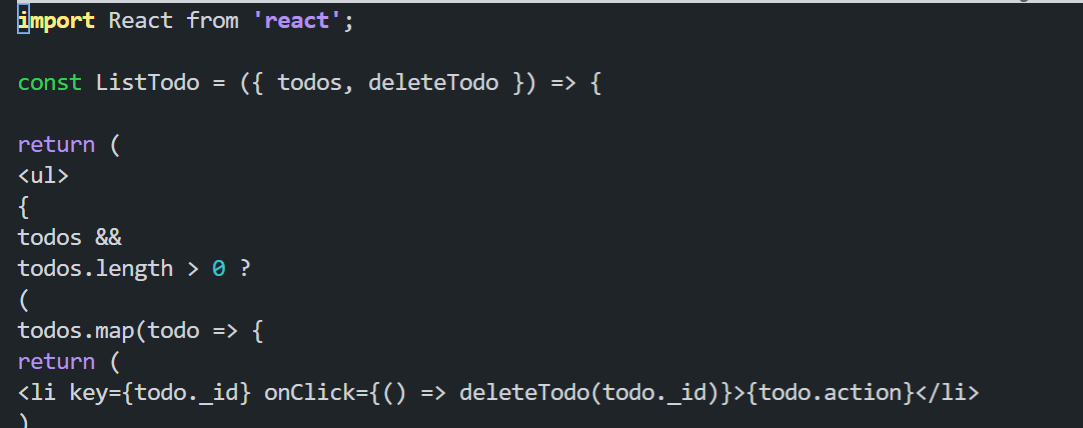 import React from 'react';
const ListTodo = ({ todos, deleteTodo }) => {
return (
<ul>
{
todos &&
todos.length > 0 ?
(
todos.map(todo => {
return (
<li key={todo._id} onClick={() => deleteTodo(todo._id)}>{todo.action}</li>
)